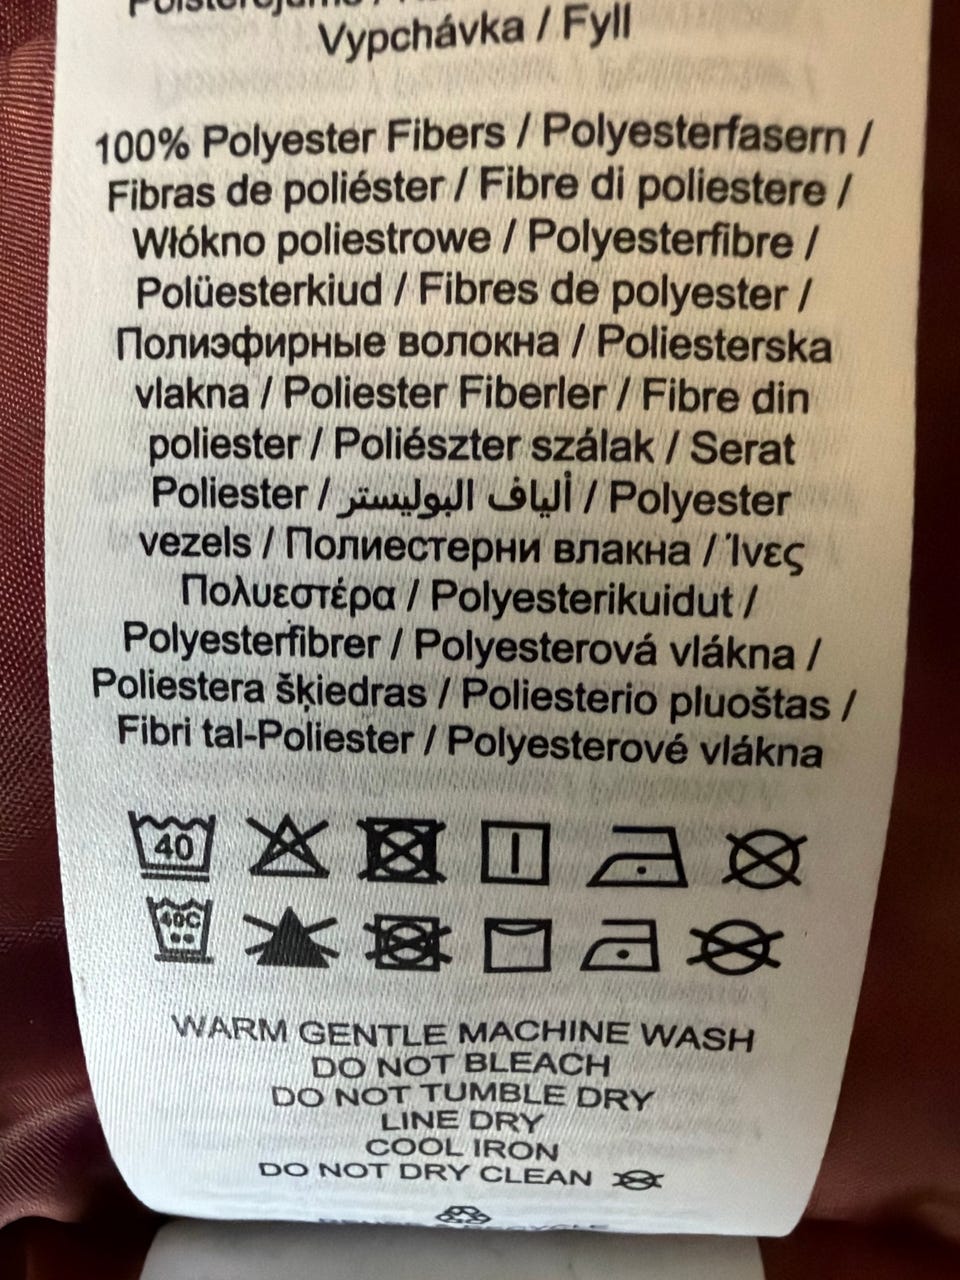 Vypchávka / Fyll
100% Polyester Fibers / Polyesterfasern /
Fibras de poliéster / Fibre di poliestere /
Włókno poliestrowe / Polyesterfibre /
Polüesterkiud / Fibres de polyester /
Полиэфирные волокна / Poliesterska
vlakna / Poliester Fiberler / Fibre din
poliester / Poliészter szálak / Serat
Poliester / ألياف البوليستر / Polyester
vezels / Полиестерни влакна / Ίνες
Πολυεστέρα / Polyesterikuidut /
Polyesterfibrer / Polyesterová vlákna /
Poliestera šķiedras / Poliesterio pluoštas /
Fibri tal-Poliester / Polyesterové vlákna
40
40C
WARM GENTLE MACHINE WASH
DO NOT BLEACH
DO NOT TUMBLE DRY
LINE DRY
COOL IRON
DO NOT DRY CLEAN